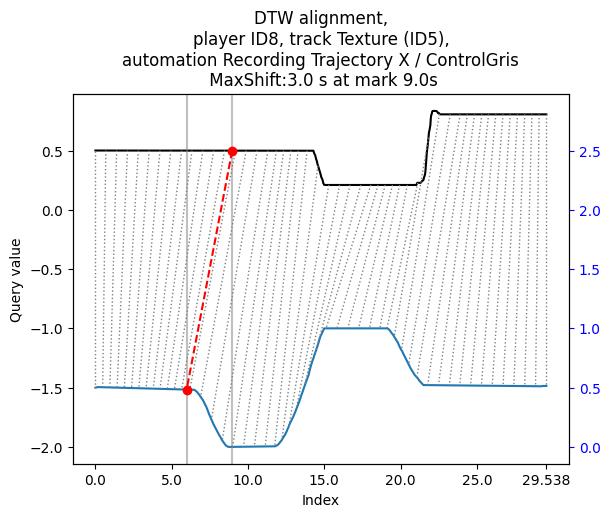 DTW alignment,
player ID8, track Texture (ID5),
automation Recording Trajectory X / ControlGris
MaxShift:3.0 s at mark 9.0s
Query value
0.5
0.0
−0.5
−1.0
−1.5
−2.0
2.5
2.0
1.5
1.0
0.5
0.0
0.0 5.0 10.0 15.0 20.0 25.0 29.538
Index